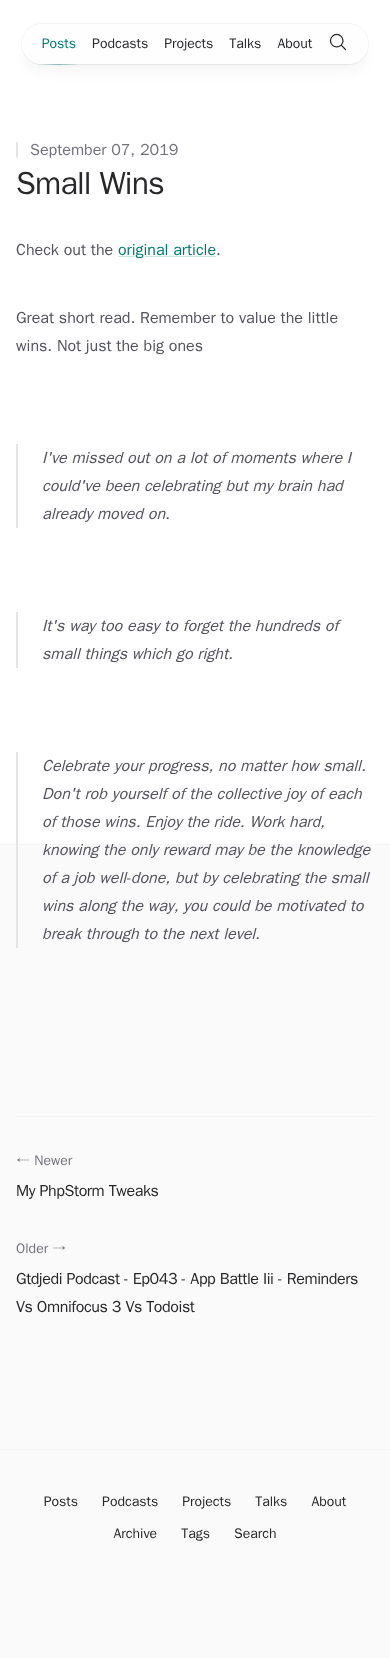 Posts Podcasts Projects Talks About
September 07, 2019
Small Wins
Check out the original article.
Great short read. Remember to value the little
wins. Not just the big ones
I've missed out on a lot of moments where I
could've been celebrating but my brain had
already moved on.
It's way too easy to forget the hundreds of
small things which go right.
Celebrate your progress, no matter how small.
Don't rob yourself of the collective joy of each
of those wins. Enjoy the ride. Work hard,
knowing the only reward may be the knowledge
of a job well-done, but by celebrating the small
wins along the way, you could be motivated to
break through to the next level.
← Newer
My PhpStorm Tweaks
Older →
Gtdjedi Podcast - Ep043 - App Battle Iii - Reminders
Vs Omnifocus 3 Vs Todoist
Posts Podcasts Projects Talks About
Archive Tags Search